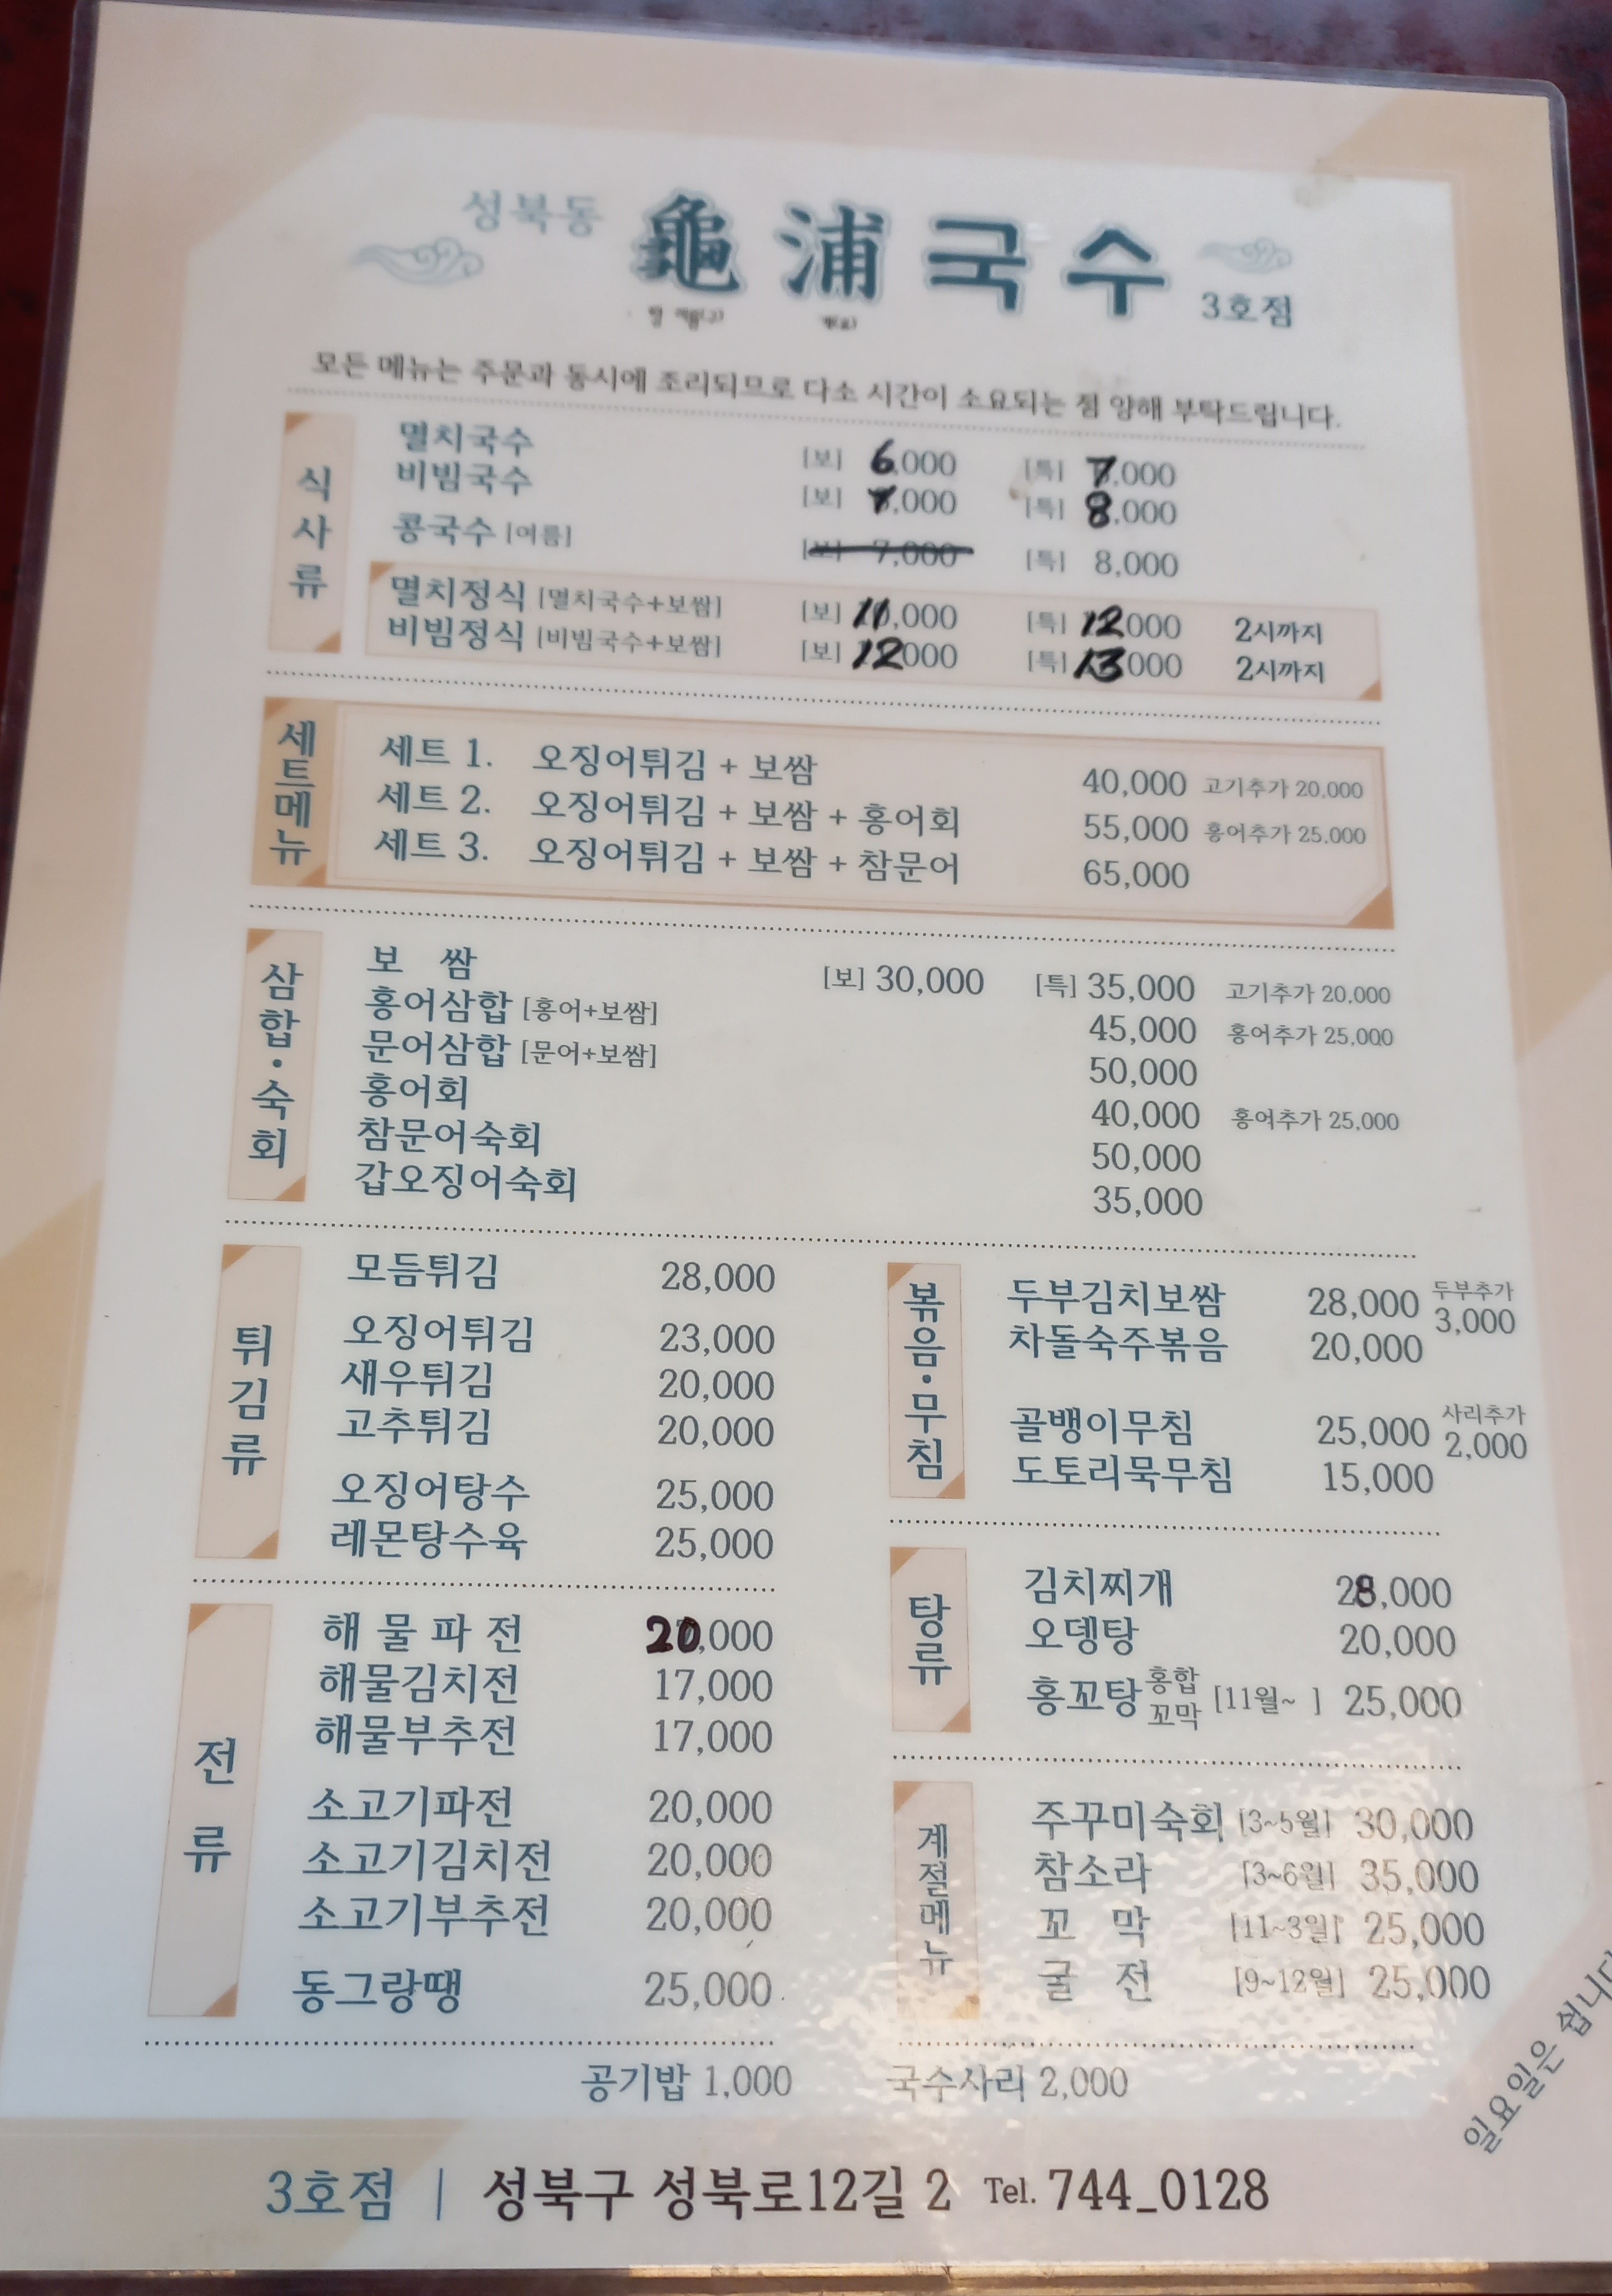 성북동 龜浦국수 3호점
모든 메뉴는 주문과 동시에 조리되므로 다소 시간이 소요되는 점 양해 부탁드립니다.
식사류
멸치국수 [보] 6,000 [특] 7,000
비빔국수 [보] 7,000 [특] 8,000
콩국수 [여름] [보] 7,000 [특] 8,000
멸치정식 [멸치국수+보쌈] [보] 11,000 [특] 12,000 2시까지
비빔정식 [비빔국수+보쌈] [보] 12,000 [특] 13,000 2시까지
세트메뉴
세트 1. 오징어튀김 + 보쌈 40,000 고기추가 20,000
세트 2. 오징어튀김 + 보쌈 + 홍어회 55,000 홍어추가 25,000
세트 3. 오징어튀김 + 보쌈 + 참문어 65,000
삼합·숙회
보 쌈 [보] 30,000 [특] 35,000 고기추가 20,000
홍어삼합 [홍어+보쌈] 45,000 홍어추가 25,000
문어삼합 [문어+보쌈] 50,000
홍어회 40,000 홍어추가 25,000
참문어숙회 50,000
갑오징어숙회 35,000
튀김류
모듬튀김 28,000
오징어튀김 23,000
새우튀김 20,000
고추튀김 20,000
오징어탕수 25,000
레몬탕수육 25,000
전류
해 물 파 전 20,000
해물김치전 17,000
해물부추전 17,000
소고기파전 20,000
소고기김치전 20,000
소고기부추전 20,000
동그랑땡 25,000
볶음·무침
두부김치보쌈 28,000 두부추가 3,000
차돌숙주볶음 20,000
골뱅이무침 25,000 사리추가 2,000
도토리묵무침 15,000
탕류
김치찌개 28,000
오뎅탕 20,000
홍꼬탕 홍합 꼬막 [11월~ ] 25,000
계절메뉴
주꾸미숙회 [3~5월] 30,000
참소라 [3~6월] 35,000
꼬 막 [11~3월] 25,000
굴 전 [9~12월] 25,000
공기밥 1,000 국수사리 2,000
일요일은 쉽니다
3호점 | 성북구 성북로12길 2 Tel. 744_0128